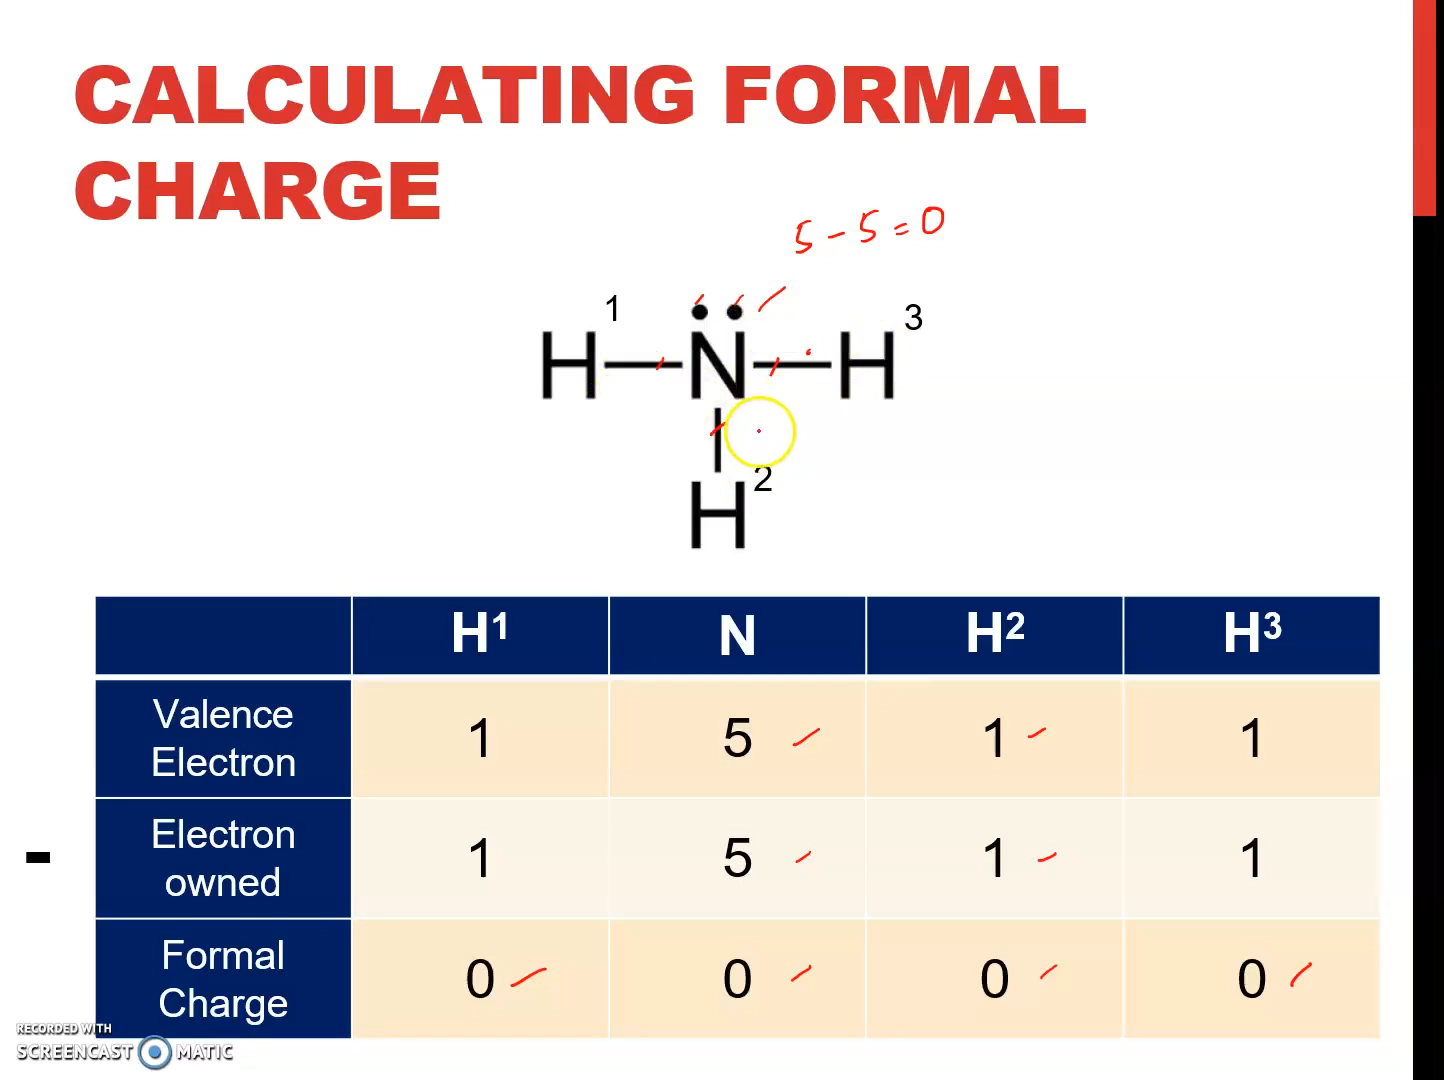 CALCULATING FORMAL
CHARGE
5 - 5 = 0
1
3
H N H
2
H
H1 N H2 H3
Valence
Electron
1 5 1 1
-
Electron
owned
1 5 1 1
Formal
Charge
0 0 0 0
RECORDED WITH
SCREENCAST MATIC